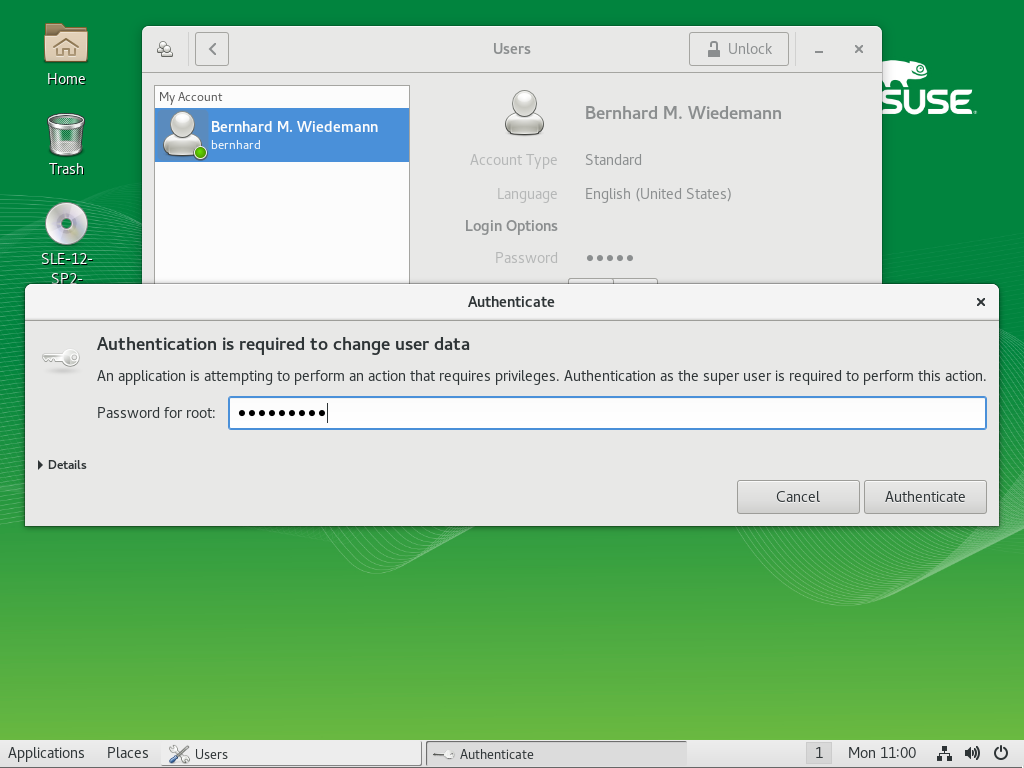 Home
Trash
SLE-12-
SP2-
Users
Unlock
SUSE
My Account
Bernhard M. Wiedemann
bernhard
Bernhard M. Wiedemann
Account Type Standard
Language English (United States)
Login Options
Password •••••
Authenticate
Authentication is required to change user data
An application is attempting to perform an action that requires privileges. Authentication as the super user is required to perform this action.
Password for root: •••••••••
Details
Cancel Authenticate
Applications Places Users Authenticate 1 Mon 11:00